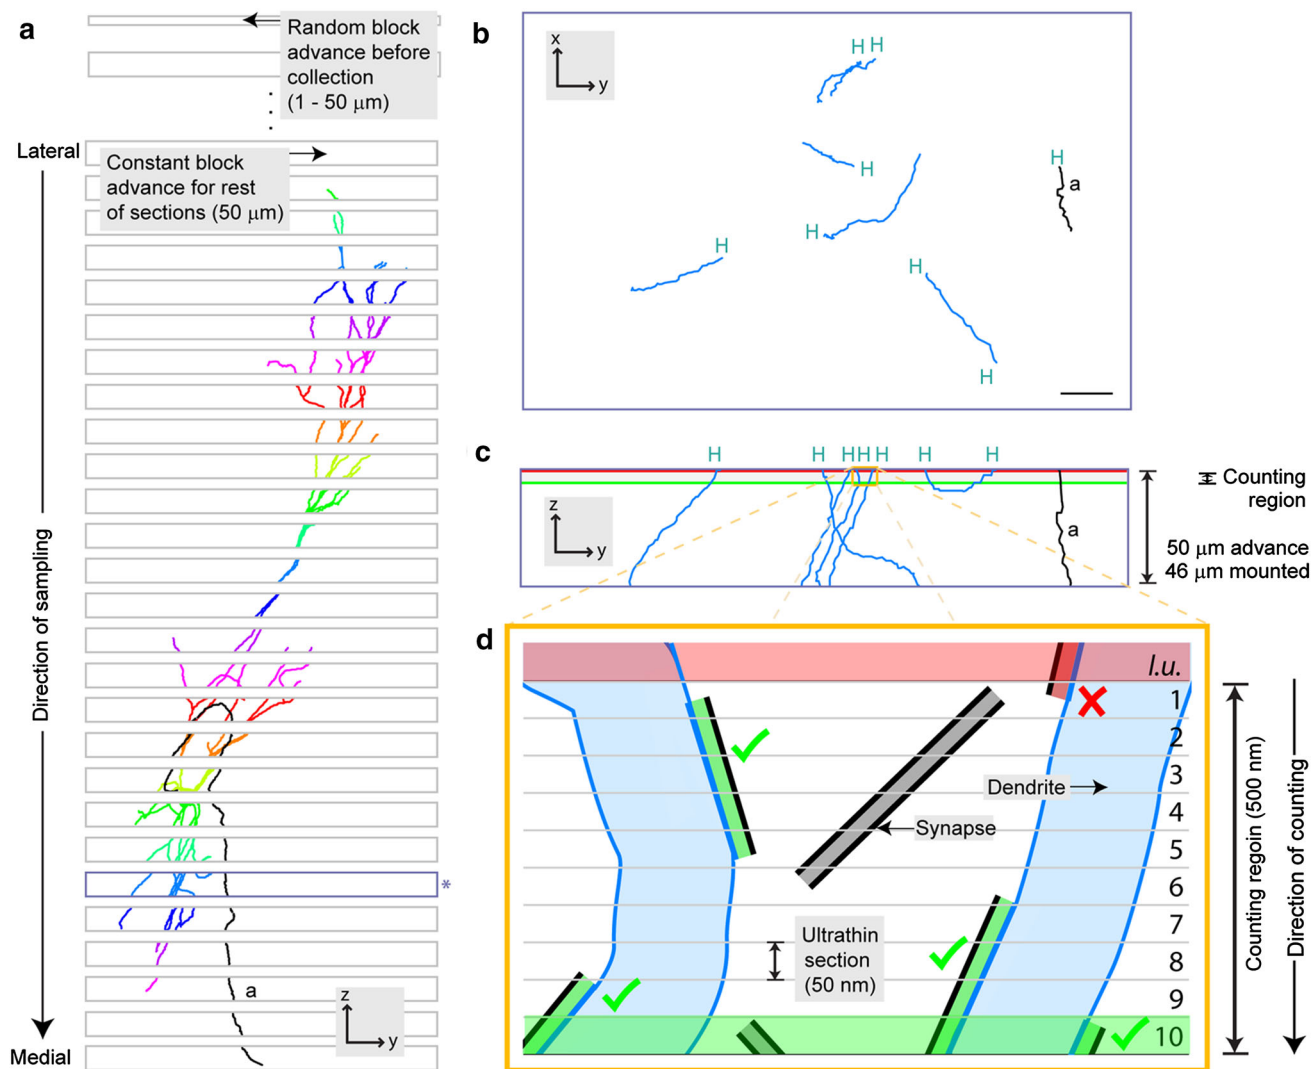 a
Random block
advance before
collection
(1 - 50 µm)
Lateral
Constant block
advance for rest
of sections (50 µm)
Direction of sampling
*
a
z
y
Medial
b
x
y
H H
H
H
a
H
H
H
H
c
H H H H H H H
z
y
a
Counting
region
50 µm advance
46 µm mounted
d
l.u.
1
2
3
4
5
6
7
8
9
10
Dendrite
Synapse
Ultrathin
section
(50 nm)
Counting regoin (500 nm)
Direction of counting